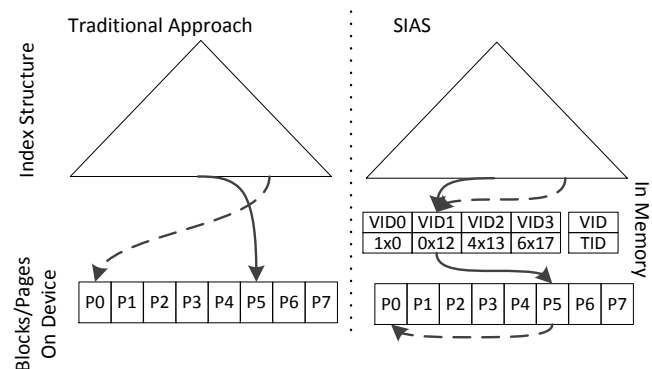 Traditional Approach
SIAS
Index Structure
In Memory
VID0 VID1 VID2 VID3 VID
1x0 0x12 4x13 6x17 TID
Blocks/Pages
On Device
P0 P1 P2 P3 P4 P5 P6 P7
P0 P1 P2 P3 P4 P5 P6 P7